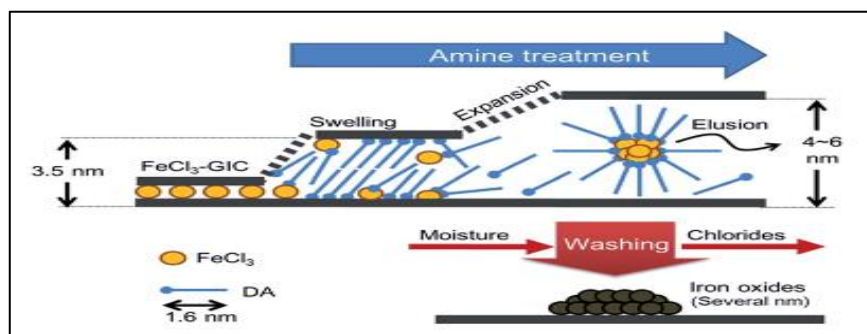 Amine treatment
Swelling
Expansion
Elusion
4~6
nm
3.5 nm
FeCl₃-GIC
Moisture
Washing
Chlorides
FeCl₃
DA
1.6 nm
Iron oxides
(Several nm)